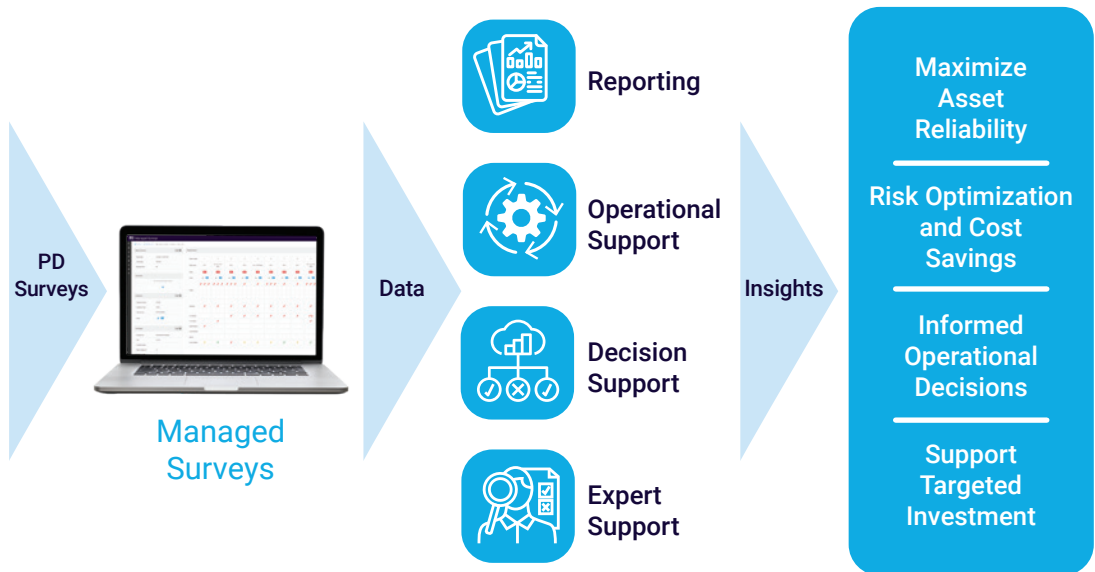 PD
Surveys
Managed
Surveys
Data
Reporting
Operational
Support
Decision
Support
Expert
Support
Insights
Maximize
Asset
Reliability
Risk Optimization
and Cost
Savings
Informed
Operational
Decisions
Support
Targeted
Investment